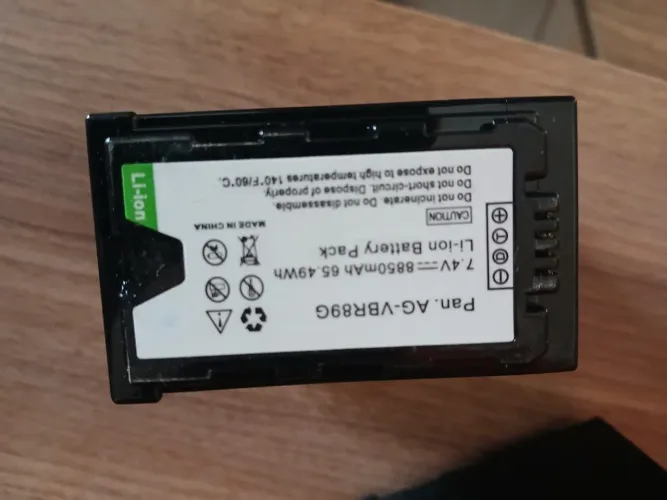 Pan. AG-VBR89G
7.4V 8850mAh 65.49Wh
Li-ion Battery Pack
CAUTION
Do not incinerate. Do not disassemble.
Do not short-circuit. Dispose of properly.
Do not expose to high temperatures 140°F/60°C.
MADE IN CHINA
Li-ion
+
T
D
-